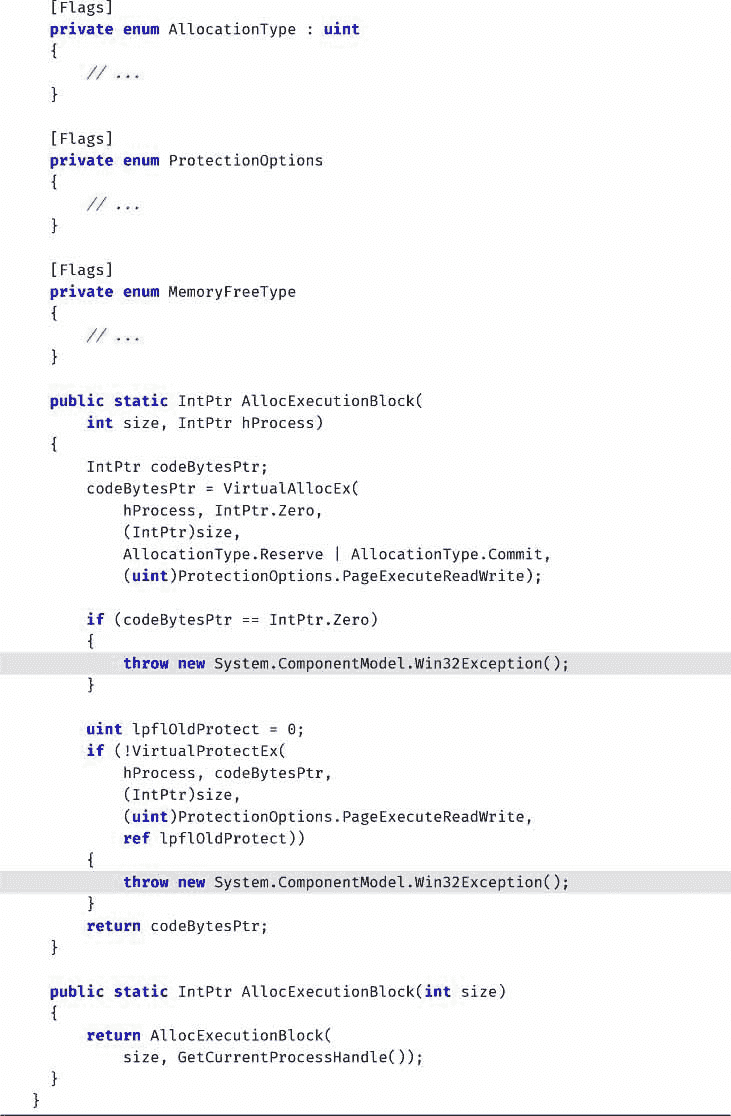 [Flags]
    private enum AllocationType : uint
    {
        // ...
    }

    [Flags]
    private enum ProtectionOptions
    {
        // ...
    }

    [Flags]
    private enum MemoryFreeType
    {
        // ...
    }

    public static IntPtr AllocExecutionBlock(
        int size, IntPtr hProcess)
    {
        IntPtr codeBytesPtr;
        codeBytesPtr = VirtualAllocEx(
            hProcess, IntPtr.Zero,
            (IntPtr)size,
            AllocationType.Reserve | AllocationType.Commit,
            (uint)ProtectionOptions.PageExecuteReadWrite);

        if (codeBytesPtr == IntPtr.Zero)
        {
            throw new System.ComponentModel.Win32Exception();
        }

        uint lpflOldProtect = 0;
        if (!VirtualProtectEx(
            hProcess, codeBytesPtr,
            (IntPtr)size,
            (uint)ProtectionOptions.PageExecuteReadWrite,
            ref lpflOldProtect))
        {
            throw new System.ComponentModel.Win32Exception();
        }
        return codeBytesPtr;
    }

    public static IntPtr AllocExecutionBlock(int size)
    {
        return AllocExecutionBlock(
            size, GetCurrentProcessHandle());
    }
}